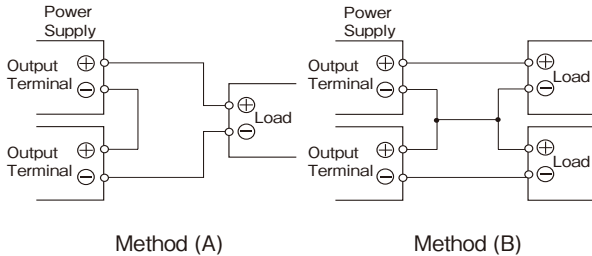 Power
Supply
Output
Terminal
+
−
Output
Terminal
+
−
+
−
Load
Method (A)
Power
Supply
Output
Terminal
+
−
Output
Terminal
+
−
+
−
Load
+
−
Load
Method (B)